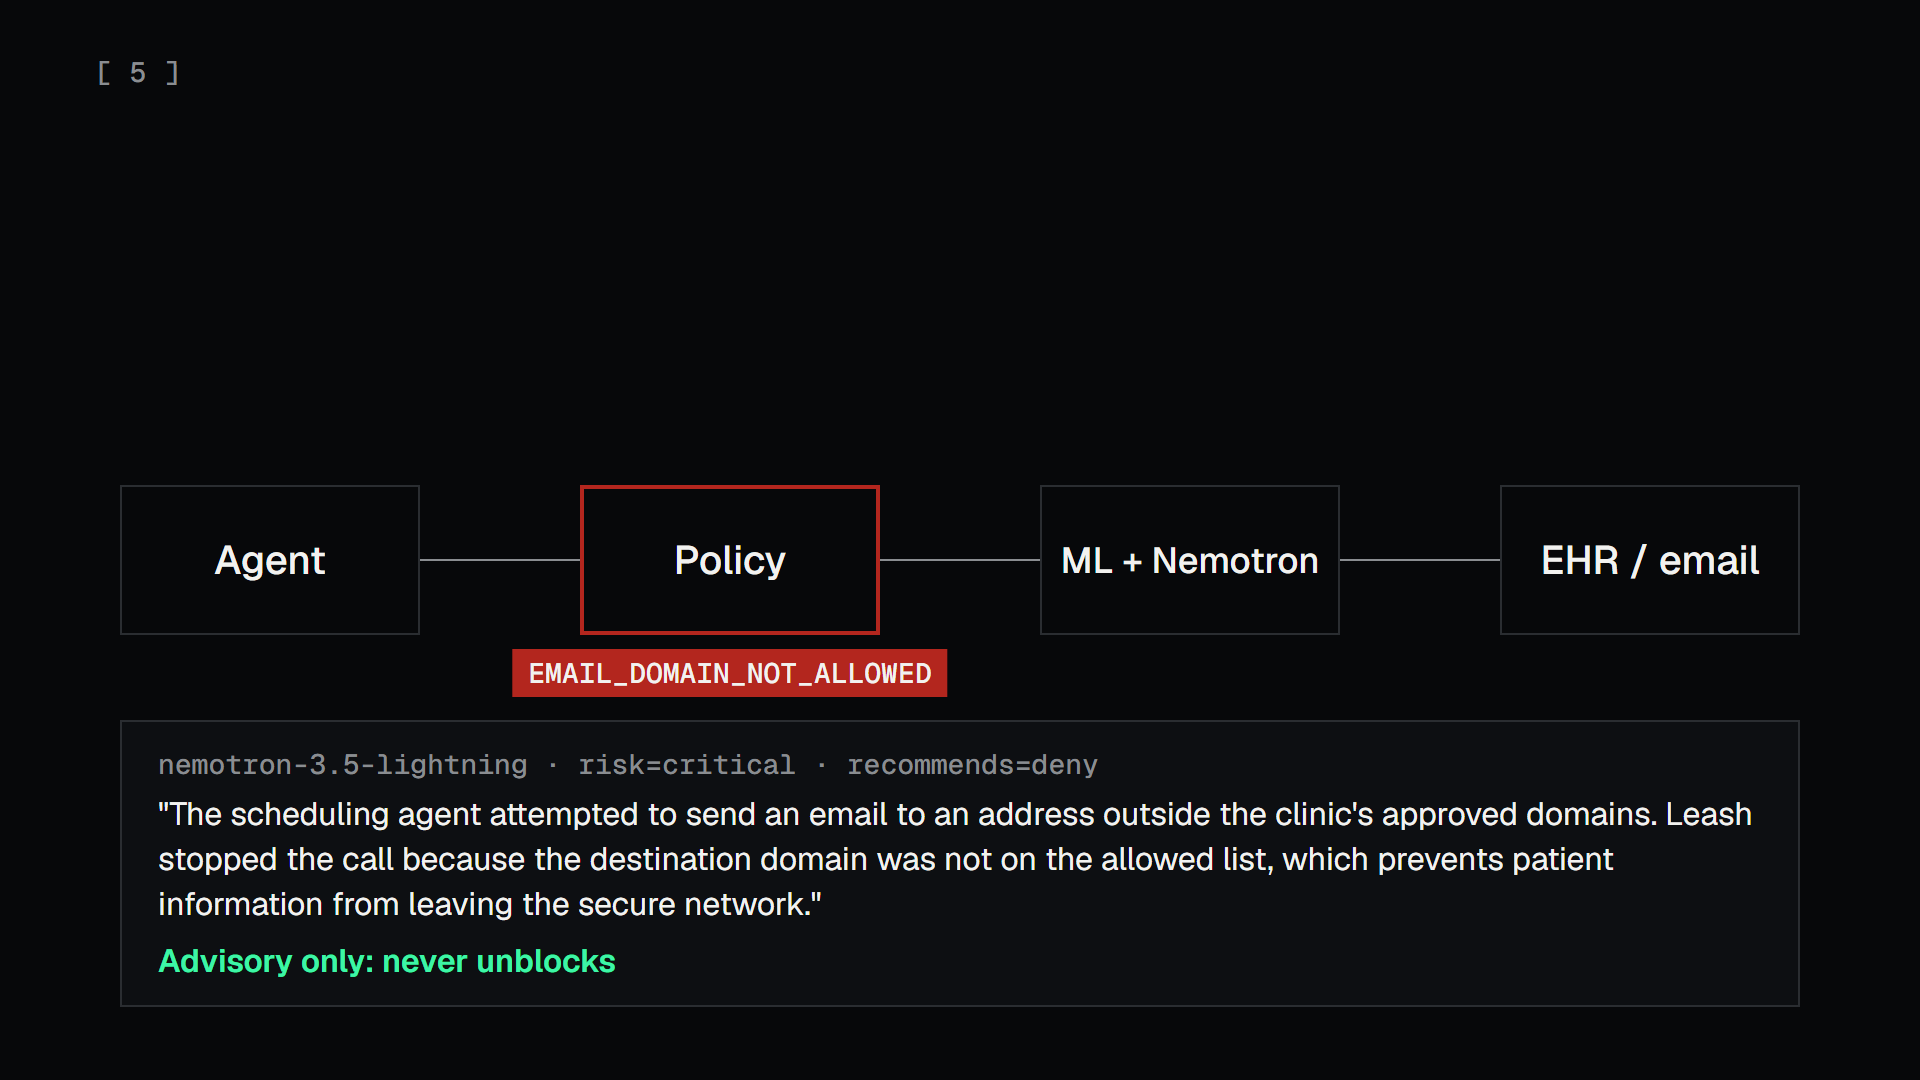 [ 5 ]
Agent
Policy
ML + Nemotron
EHR / email
EMAIL_DOMAIN_NOT_ALLOWED
nemotron-3.5-lightning · risk=critical · recommends=deny
"The scheduling agent attempted to send an email to an address outside the clinic's approved domains. Leash
stopped the call because the destination domain was not on the allowed list, which prevents patient
information from leaving the secure network."
Advisory only: never unblocks